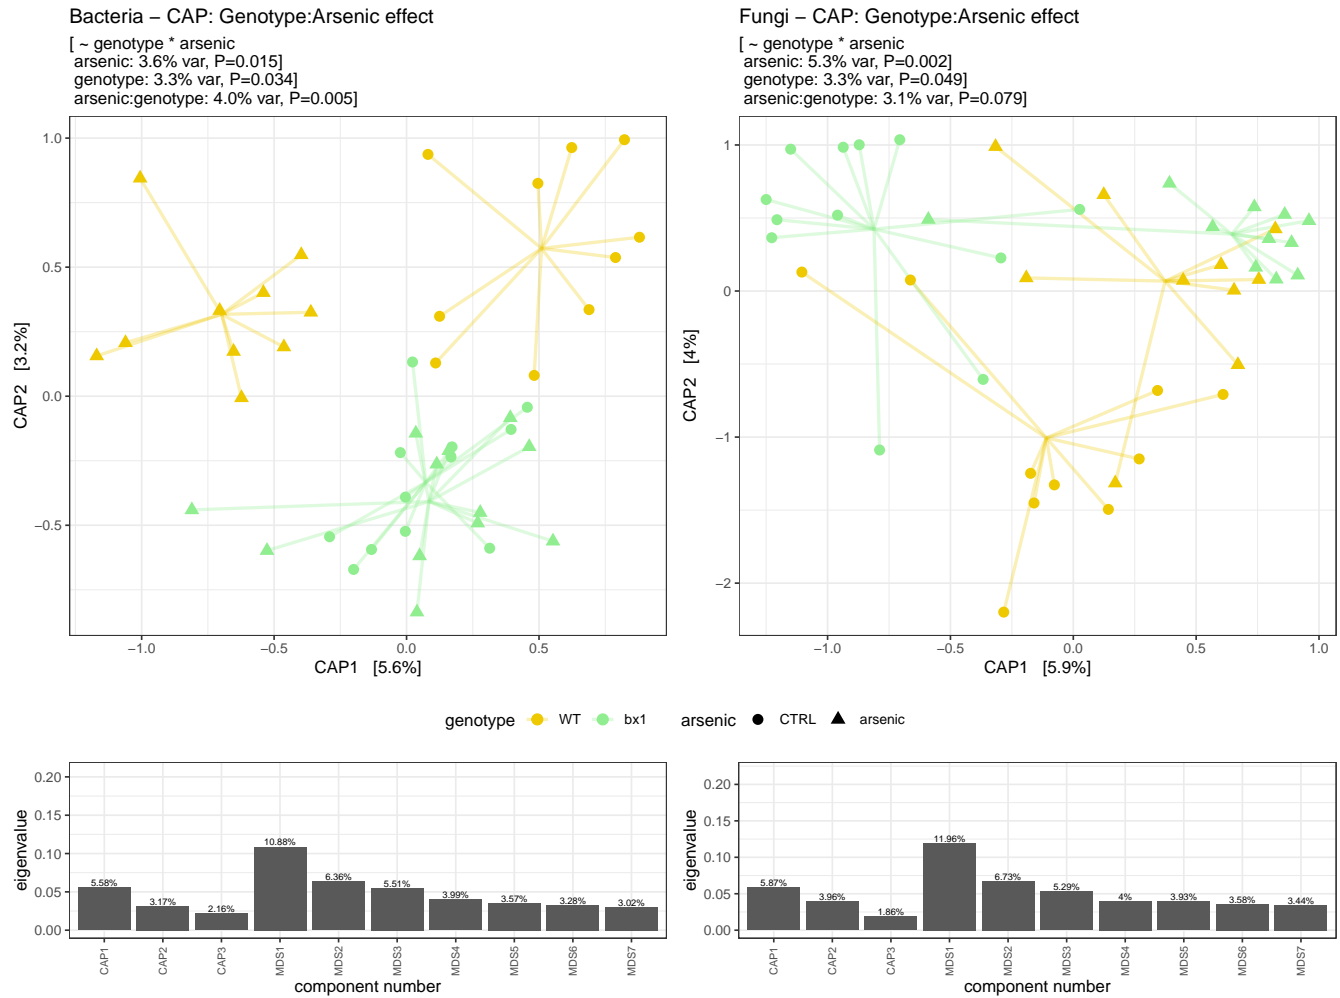 Bacteria – CAP: Genotype:Arsenic effect
[ ~ genotype * arsenic
arsenic: 3.6% var, P=0.015]
genotype: 3.3% var, P=0.034]
arsenic:genotype: 4.0% var, P=0.005]
1.0
0.5
0.0
−0.5
CAP2 [3.2%]
−1.0 −0.5 0.0 0.5
CAP1 [5.6%]
Fungi – CAP: Genotype:Arsenic effect
[ ~ genotype * arsenic
arsenic: 5.3% var, P=0.002]
genotype: 3.3% var, P=0.049]
arsenic:genotype: 3.1% var, P=0.079]
1
0
−1
−2
CAP2 [4%]
−1.0 −0.5 0.0 0.5 1.0
CAP1 [5.9%]
genotype WT bx1 arsenic CTRL arsenic
0.20
0.15
0.10
0.05
0.00
eigenvalue
5.58% 3.17% 2.16% 10.88% 6.36% 5.51% 3.99% 3.57% 3.28% 3.02%
CAP1 CAP2 CAP3 MDS1 MDS2 MDS3 MDS4 MDS5 MDS6 MDS7
component number
0.20
0.15
0.10
0.05
0.00
eigenvalue
5.87% 3.96% 1.86% 11.96% 6.73% 5.29% 4% 3.93% 3.58% 3.44%
CAP1 CAP2 CAP3 MDS1 MDS2 MDS3 MDS4 MDS5 MDS6 MDS7
component number